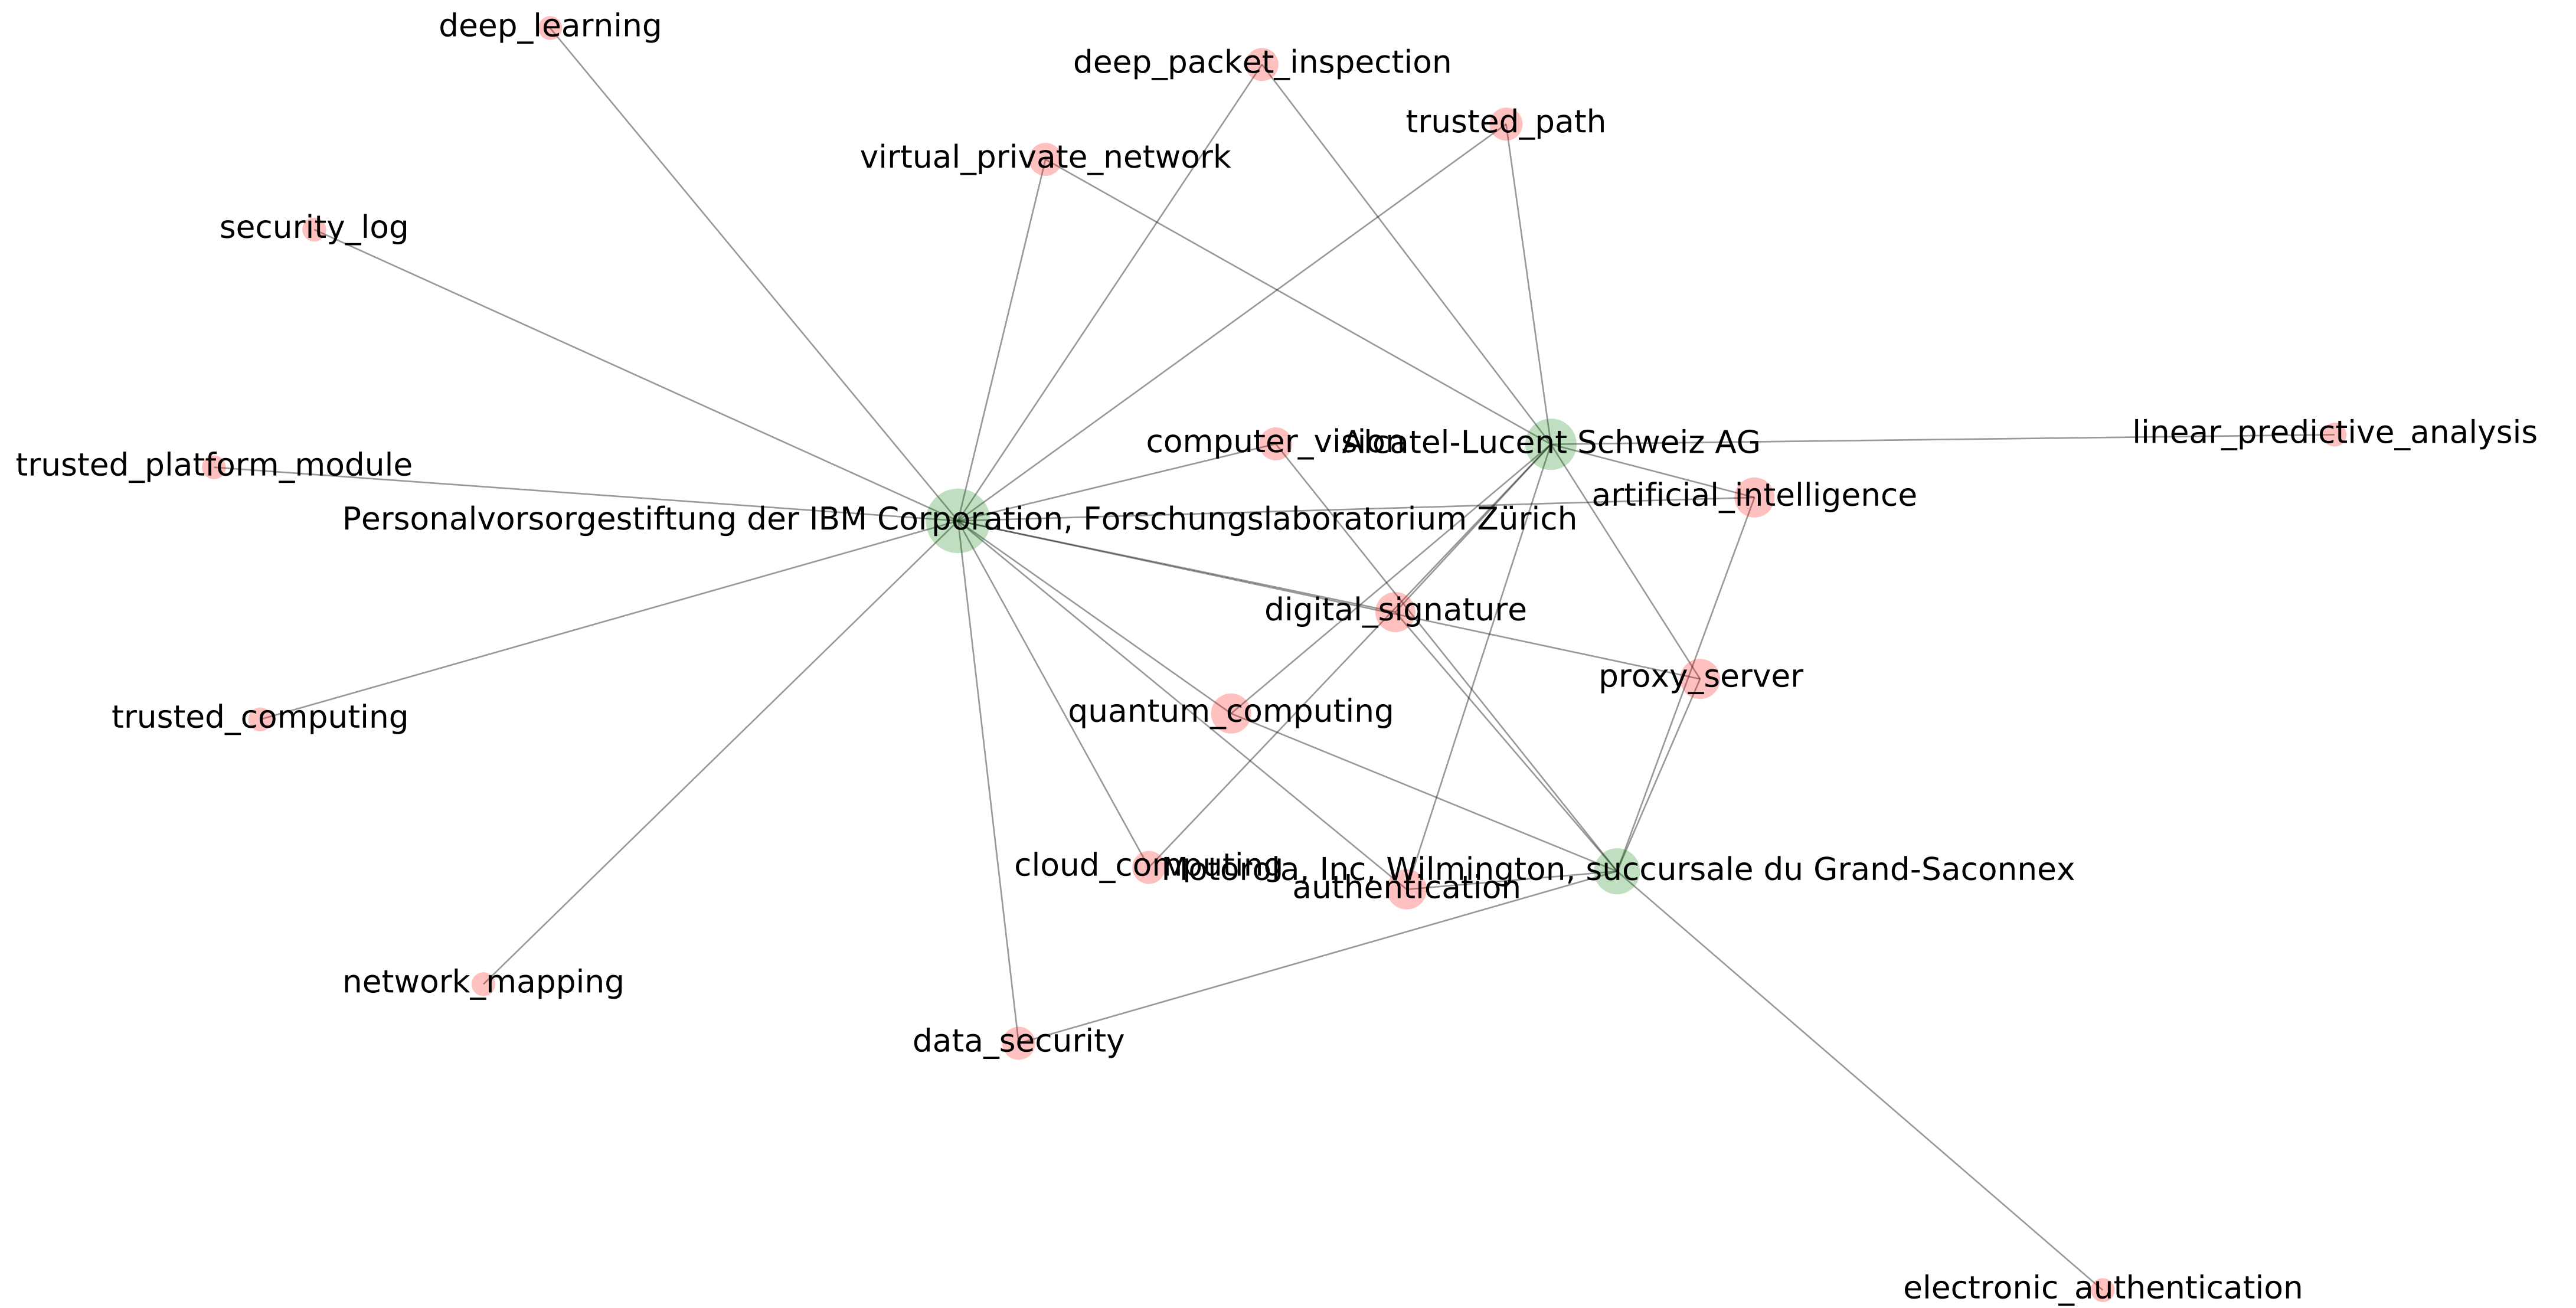 deep_learning
deep_packet_inspection
trusted_path
virtual_private_network
security_log
linear_predictive_analysis
computer_vision
Alcatel-Lucent Schweiz AG
trusted_platform_module
artificial_intelligence
Personalvorsorgestiftung der IBM Corporation, Forschungslaboratorium Zürich
digital_signature
proxy_server
quantum_computing
trusted_computing
cloud_computing
Motorola, Inc, Wilmington, succursale du Grand-Saconnex
authentication
network_mapping
data_security
electronic_authentication